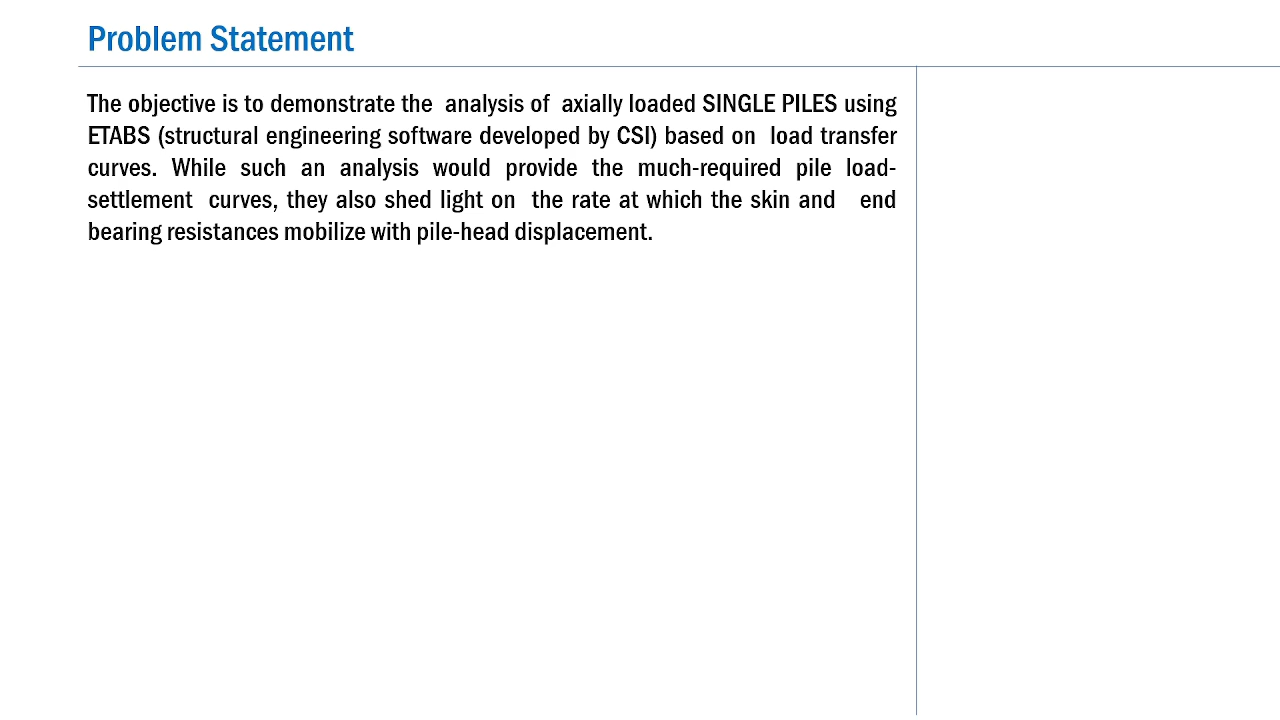 Problem Statement
The objective is to demonstrate the analysis of axially loaded SINGLE PILES using
ETABS (structural engineering software developed by CSI) based on load transfer
curves. While such an analysis would provide the much-required pile load-
settlement curves, they also shed light on the rate at which the skin and end
bearing resistances mobilize with pile-head displacement.